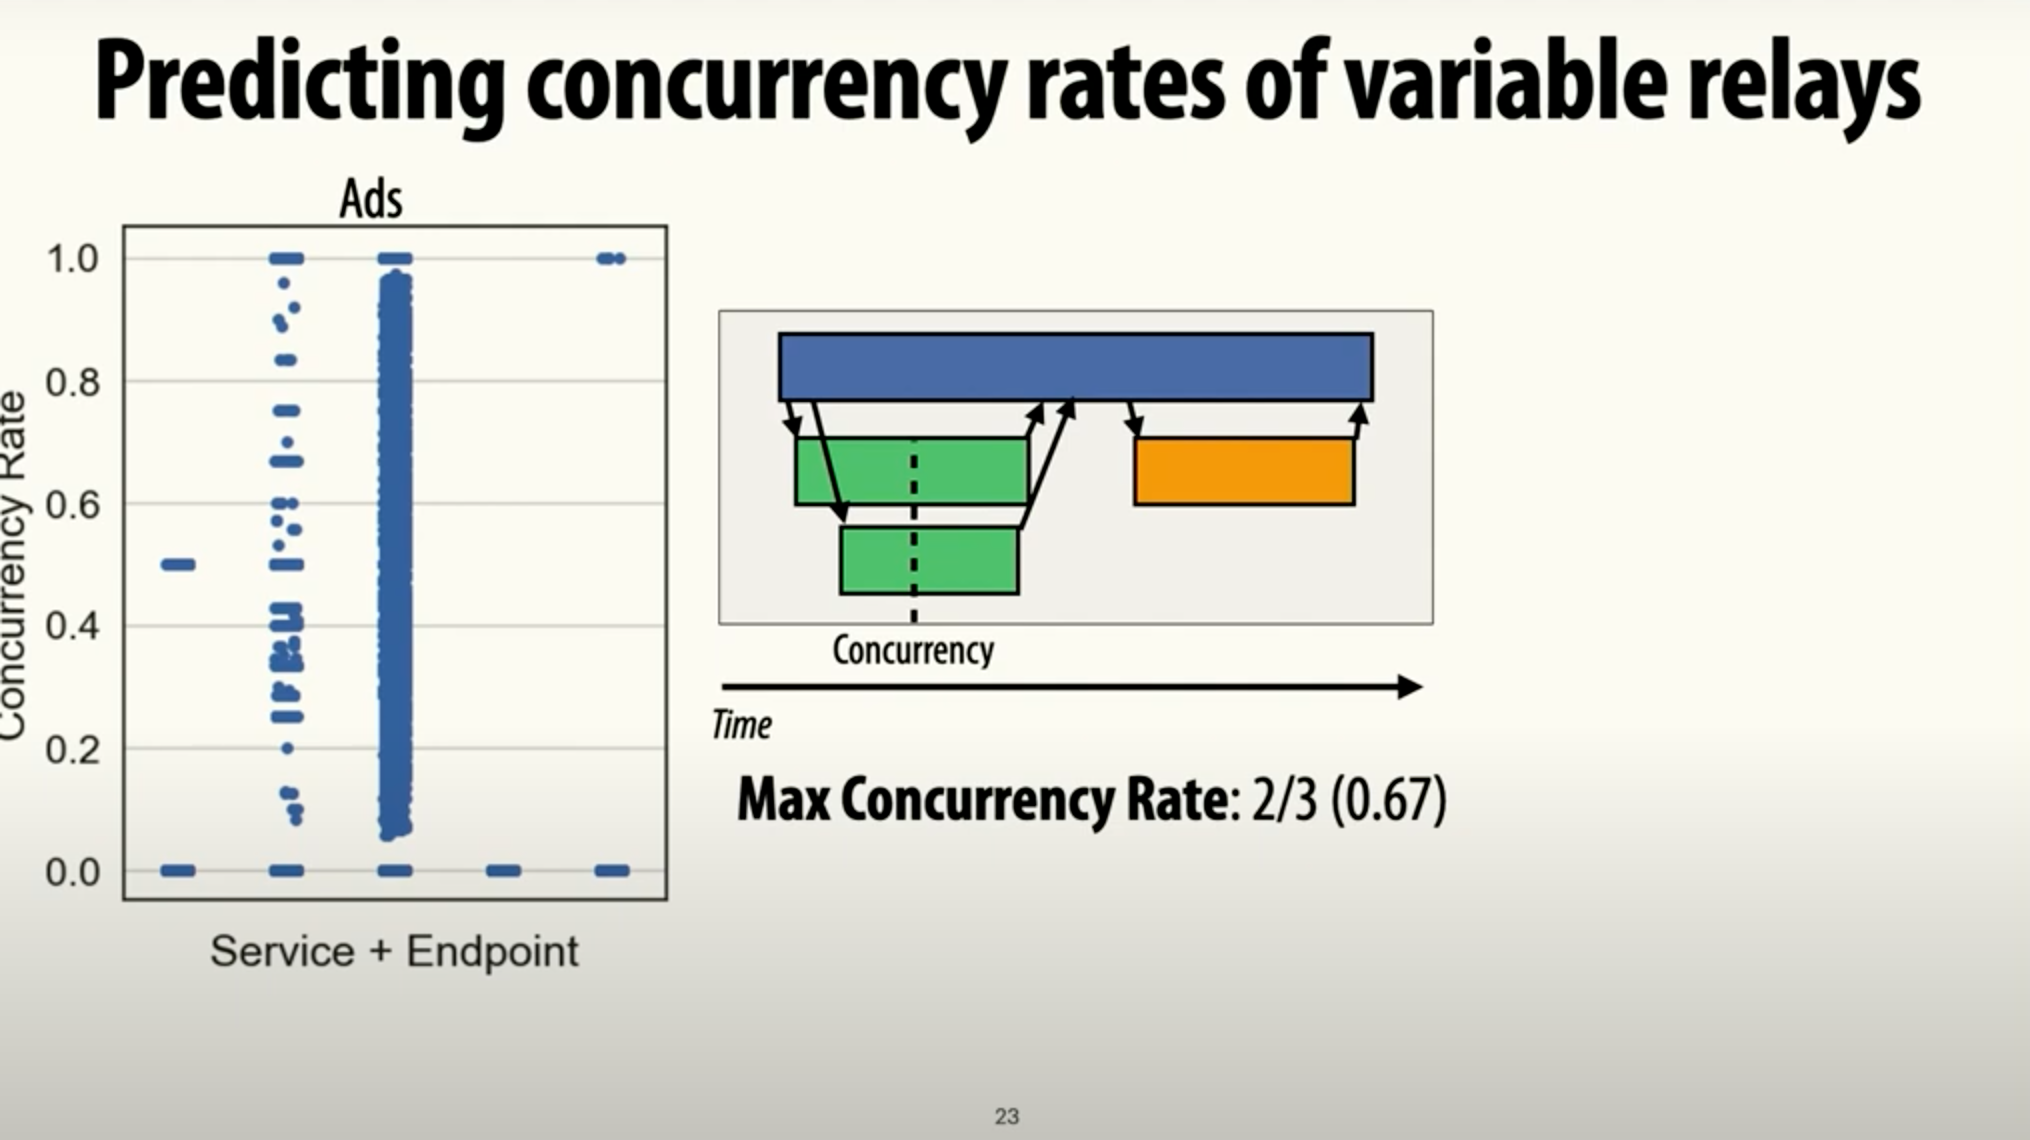 Predicting concurrency rates of variable relays
Ads
1.0
0.8
0.6
0.4
0.2
0.0
Concurrency Rate
Service + Endpoint
Concurrency
Time
Max Concurrency Rate: 2/3 (0.67)
23